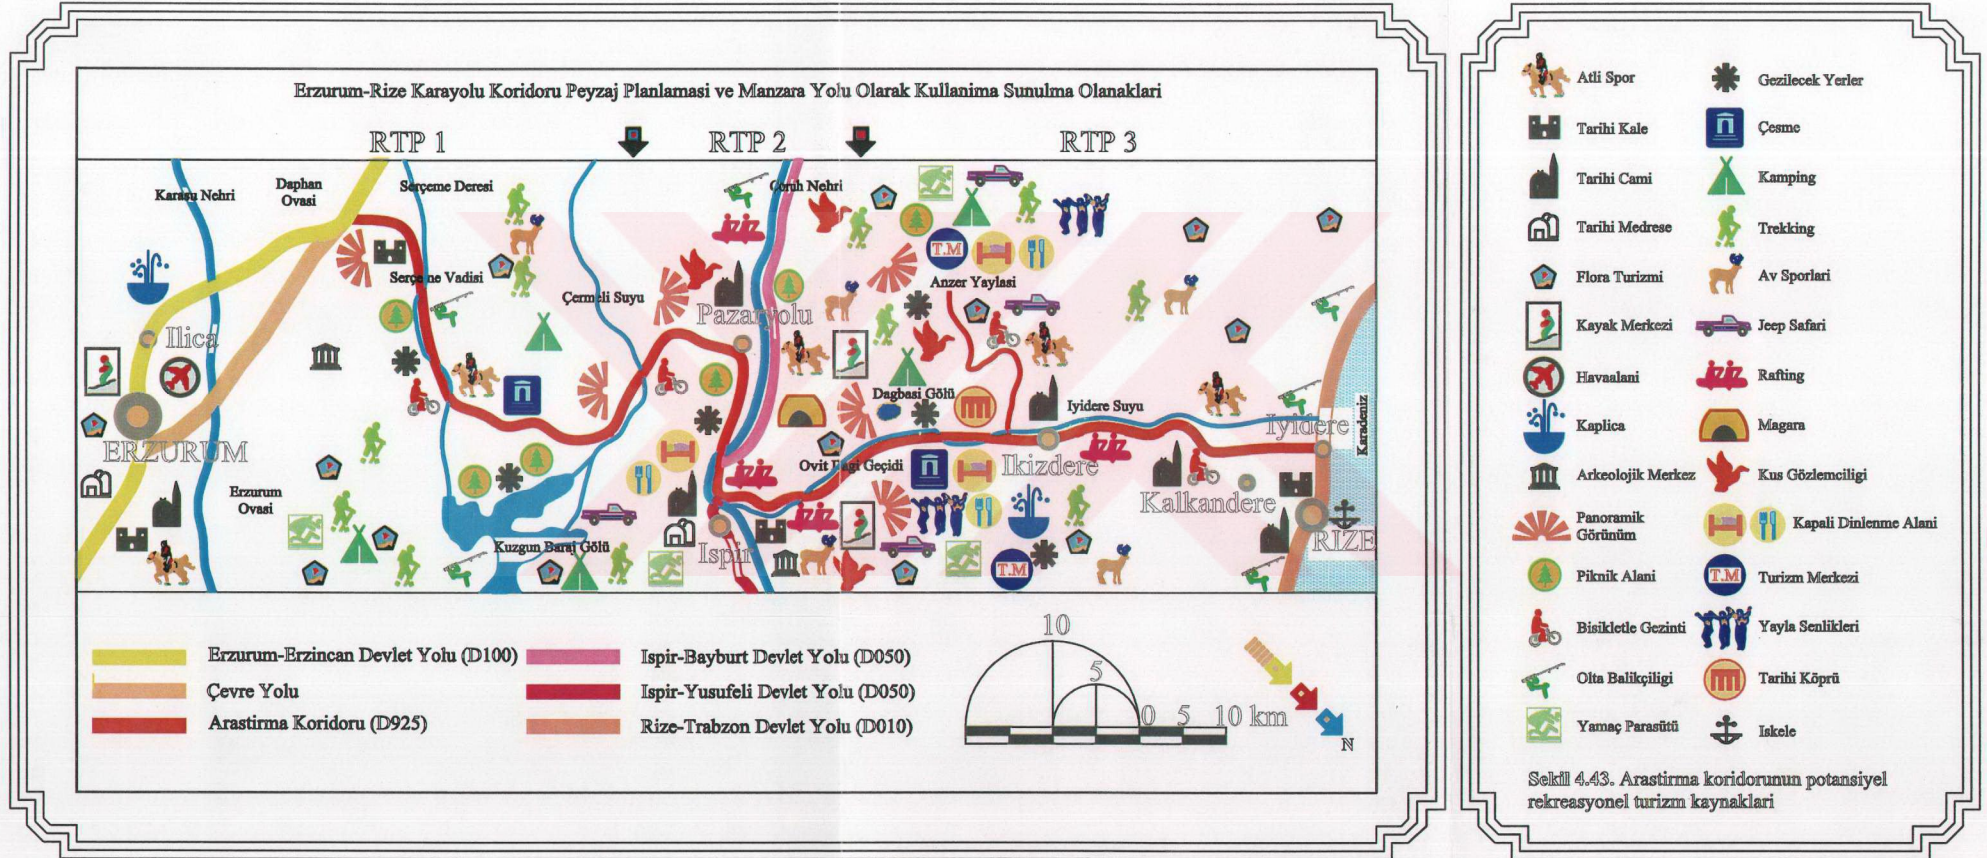 Erzurum-Rize Karayolu Koridoru Peyzaj Planlamasi ve Manzara Yolu Olarak Kullanima Sunulma Olanaklari
RTP 1
RTP 2
RTP 3
Karasu Nehri
Daphan
Ovasi
Serçeme Deresi
Çoruh Nehri
Serçeme Vadisi
Çermeli Suyu
Anzer Yaylasi
Pazaryolu
Ilica
Dagbasi Gölü
Iyidere Suyu
Iyidere
Karadeniz
ERZURUM
Ovit Dagi Geçidi
Ikizdere
Kalkandere
Erzurum
Ovasi
Kuzgun Baraj Gölü
Ispir
RIZE
T.M
T.M
Erzurum-Erzincan Devlet Yolu (D100)
Çevre Yolu
Arastirma Koridoru (D925)
Ispir-Bayburt Devlet Yolu (D050)
Ispir-Yusufeli Devlet Yolu (D050)
Rize-Trabzon Devlet Yolu (D010)
10
5
0 5 10 km
N
Atli Spor
Tarihi Kale
Tarihi Cami
Tarihi Medrese
Flora Turizmi
Kayak Merkezi
Havaalani
Kaplica
Arkeolojik Merkez
Panoramik
Görünüm
Piknik Alani
Bisikletle Gezinti
Olta Balikçiligi
Yamaç Parasütü
Gezilecek Yerler
Çesme
Kamping
Trekking
Av Sporlari
Jeep Safari
Rafting
Magara
Kus Gözlemciligi
Kapali Dinlenme Alani
T.M
Turizm Merkezi
Yayla Senlikleri
Tarihi Köprü
Iskele
Sekil 4.43. Arastirma koridorunun potansiyel
rekreasyonel turizm kaynaklari